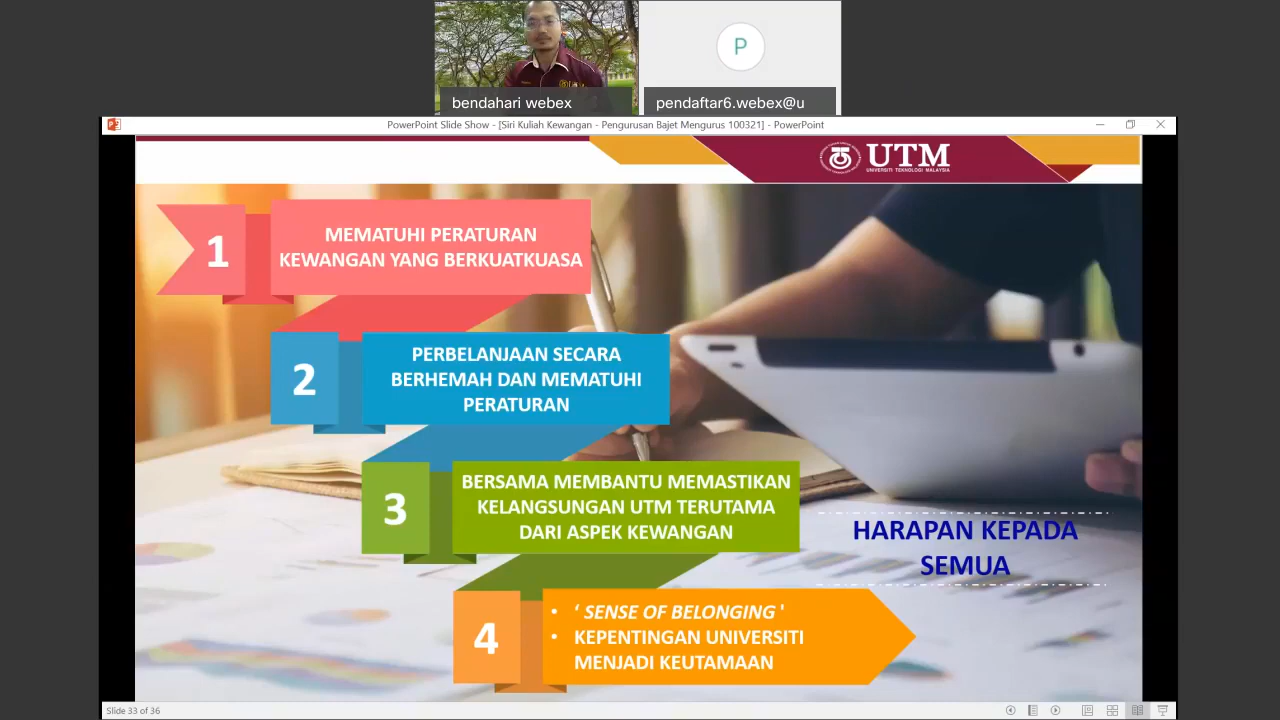 bendahari webex
P
pendaftar6.webex@u
PowerPoint Slide Show - [Siri Kuliah Kewangan - Pengurusan Bajet Mengurus 100321] - PowerPoint
UTM
UNIVERSITI TEKNOLOGI MALAYSIA
1
MEMATUHI PERATURAN
KEWANGAN YANG BERKUATKUASA
2
PERBELANJAAN SECARA
BERHEMAH DAN MEMATUHI
PERATURAN
3
BERSAMA MEMBANTU MEMASTIKAN
KELANGSUNGAN UTM TERUTAMA
DARI ASPEK KEWANGAN
HARAPAN KEPADA
SEMUA
4
• ‘ SENSE OF BELONGING '
• KEPENTINGAN UNIVERSITI
MENJADI KEUTAMAAN
Slide 33 of 36